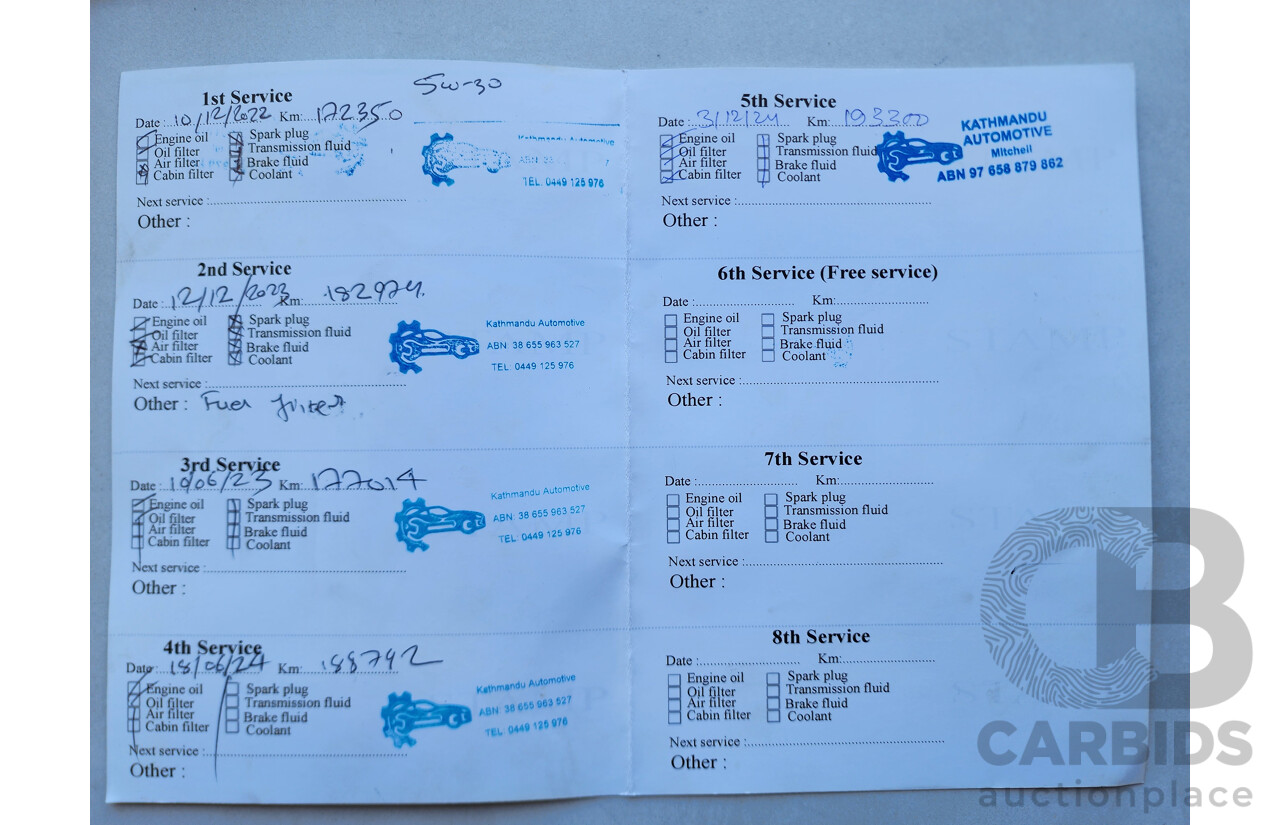 5w-30
1st Service
Date : 10/12/2022 Km: 172350
Engine oil
Oil filter
Air filter
Cabin filter
Spark plug
Transmission fluid
Brake fluid
Coolant
TEL. 0449 125 976
Next service :
Other :
2nd Service
Date : 12/12/2023 Km: 182974
Engine oil
Oil filter
Air filter
Cabin filter
Spark plug
Transmission fluid
Brake fluid
Coolant
Kathmandu Automotive
ABN: 38 655 963 527
TEL: 0449 125 976
Next service :
Other : Fuel
3rd Service
Date : 10/06/23 Km: 177014
Engine oil
Oil filter
Air filter
Cabin filter
Spark plug
Transmission fluid
Brake fluid
Coolant
Kathmandu Automotive
ABN: 38 655 963 527
TEL: 0449 125 976
Next service :
Other :
4th Service
Date : 18/06/24 Km: 188792
Engine oil
Oil filter
Air filter
Cabin filter
Spark plug
Transmission fluid
Brake fluid
Coolant
Kathmandu Automotive
ABN: 38 655 963 527
TEL: 0449 125 976
Next service :
Other :
5th Service
Date : 3/12/24 Km: 193300
Engine oil
Oil filter
Air filter
Cabin filter
Spark plug
Transmission fluid
Brake fluid
Coolant
KATHMANDU
AUTOMOTIVE
Mitchell
ABN 97 658 879 862
Next service :
Other :
6th Service (Free service)
Date : Km:
Engine oil
Oil filter
Air filter
Cabin filter
Spark plug
Transmission fluid
Brake fluid
Coolant
Next service :
Other :
7th Service
Date : Km:
Engine oil
Oil filter
Air filter
Cabin filter
Spark plug
Transmission fluid
Brake fluid
Coolant
Next service :
Other :
8th Service
Date : Km:
Engine oil
Oil filter
Air filter
Cabin filter
Spark plug
Transmission fluid
Brake fluid
Coolant
Next service :
Other :
CB
CARBIDS
auctionplace